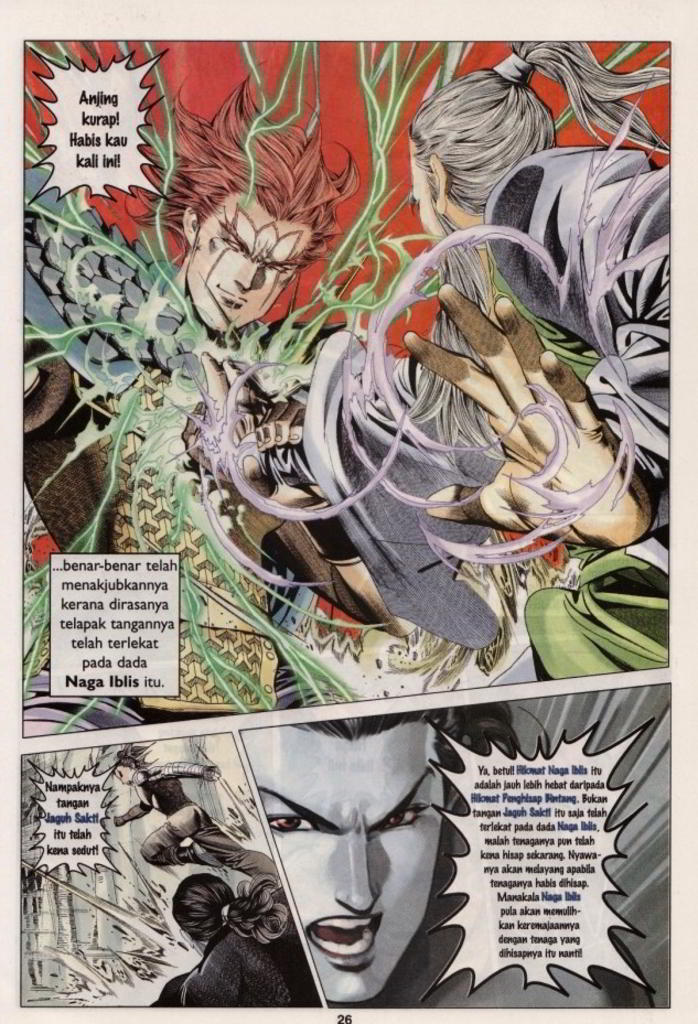 Anjing
kurap!
Habis kau
kali ini!
...benar-benar telah
menakjubkannya
kerana dirasanya
telapak tangannya
telah terlekat
pada dada
Naga Iblis itu.
Nampaknya
tangan
Jaguh Sakti
itu telah
kena sedut!
Ya, betul! Hikmat Naga Iblis itu
adalah jauh lebih hebat daripada
Hikmat Penghisap Bintang. Bukan
itu saja tangan Jaguh Sakti telah
terlekat pada dada Naga Iblis,
malah tenaganya pun telah
kena hisap sekarang. Nyawa-
nya akan melayang apabila
tenaganya habis dihisap.
Manakala Naga Iblis
pula akan memulih-
kan keremajaannya
dengan tenaga yang
dihisapnya itu nanti!
26